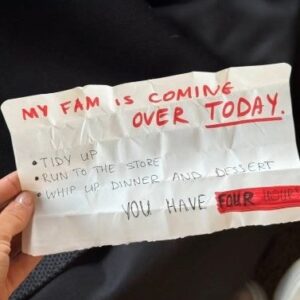 MY FAM IS COMING
OVER TODAY.
• TIDY UP
• RUN TO THE STORE
• WHIP UP DINNER AND DESSERT
YOU HAVE FOUR HOURS